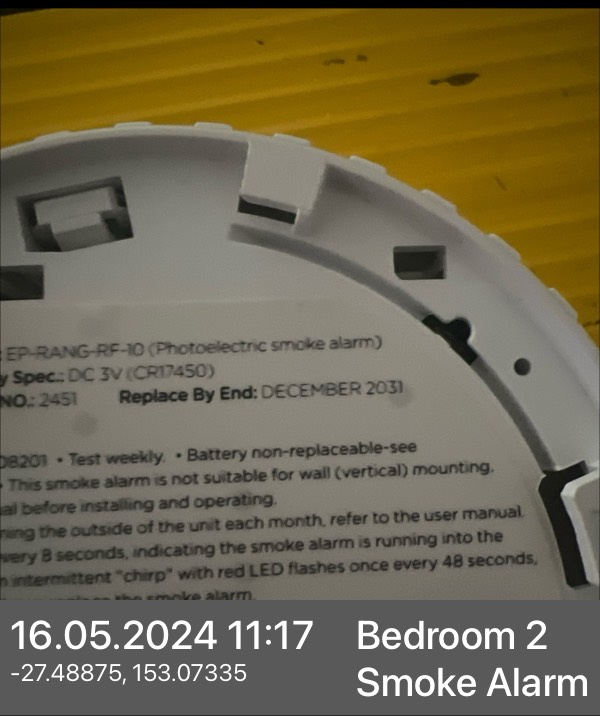 : EP-RANG-RF-10 (Photoelectric smoke alarm)
y Spec.: DC 3V (CR17450)
NO.: 2451 Replace By End: DECEMBER 2031
08201 • Test weekly. • Battery non-replaceable-see
• This smoke alarm is not suitable for wall (vertical) mounting.
al before installing and operating.
ning the outside of the unit each month, refer to the user manual.
very 8 seconds, indicating the smoke alarm is running into the
n intermittent "chirp" with red LED flashes once every 48 seconds,
the smoke alarm.
16.05.2024 11:17 Bedroom 2
-27.48875, 153.07335 Smoke Alarm